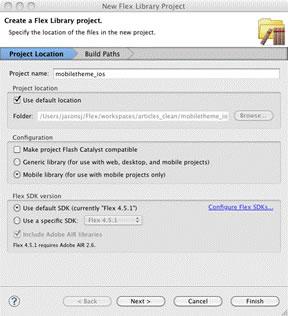 New Flex Library Project
Create a Flex Library project.
Specify the location of the files in the new project.
Project Location
Build Paths
Project name: mobiletheme_ios
Project location
Use default location
Folder: /Users/jasonsj/Flex/workspaces/articles_clean/mobiletheme_io Browse...
Configuration
Make project Flash Catalyst compatible
Generic library (for use with web, desktop, and mobile projects)
Mobile library (for use with mobile projects only)
Flex SDK version
Use default SDK (currently "Flex 4.5.1") Configure Flex SDKs...
Use a specific SDK: Flex 4.5.1
Include Adobe AIR libraries
Flex 4.5.1 requires Adobe AIR 2.6.
? < Back Next > Cancel Finish